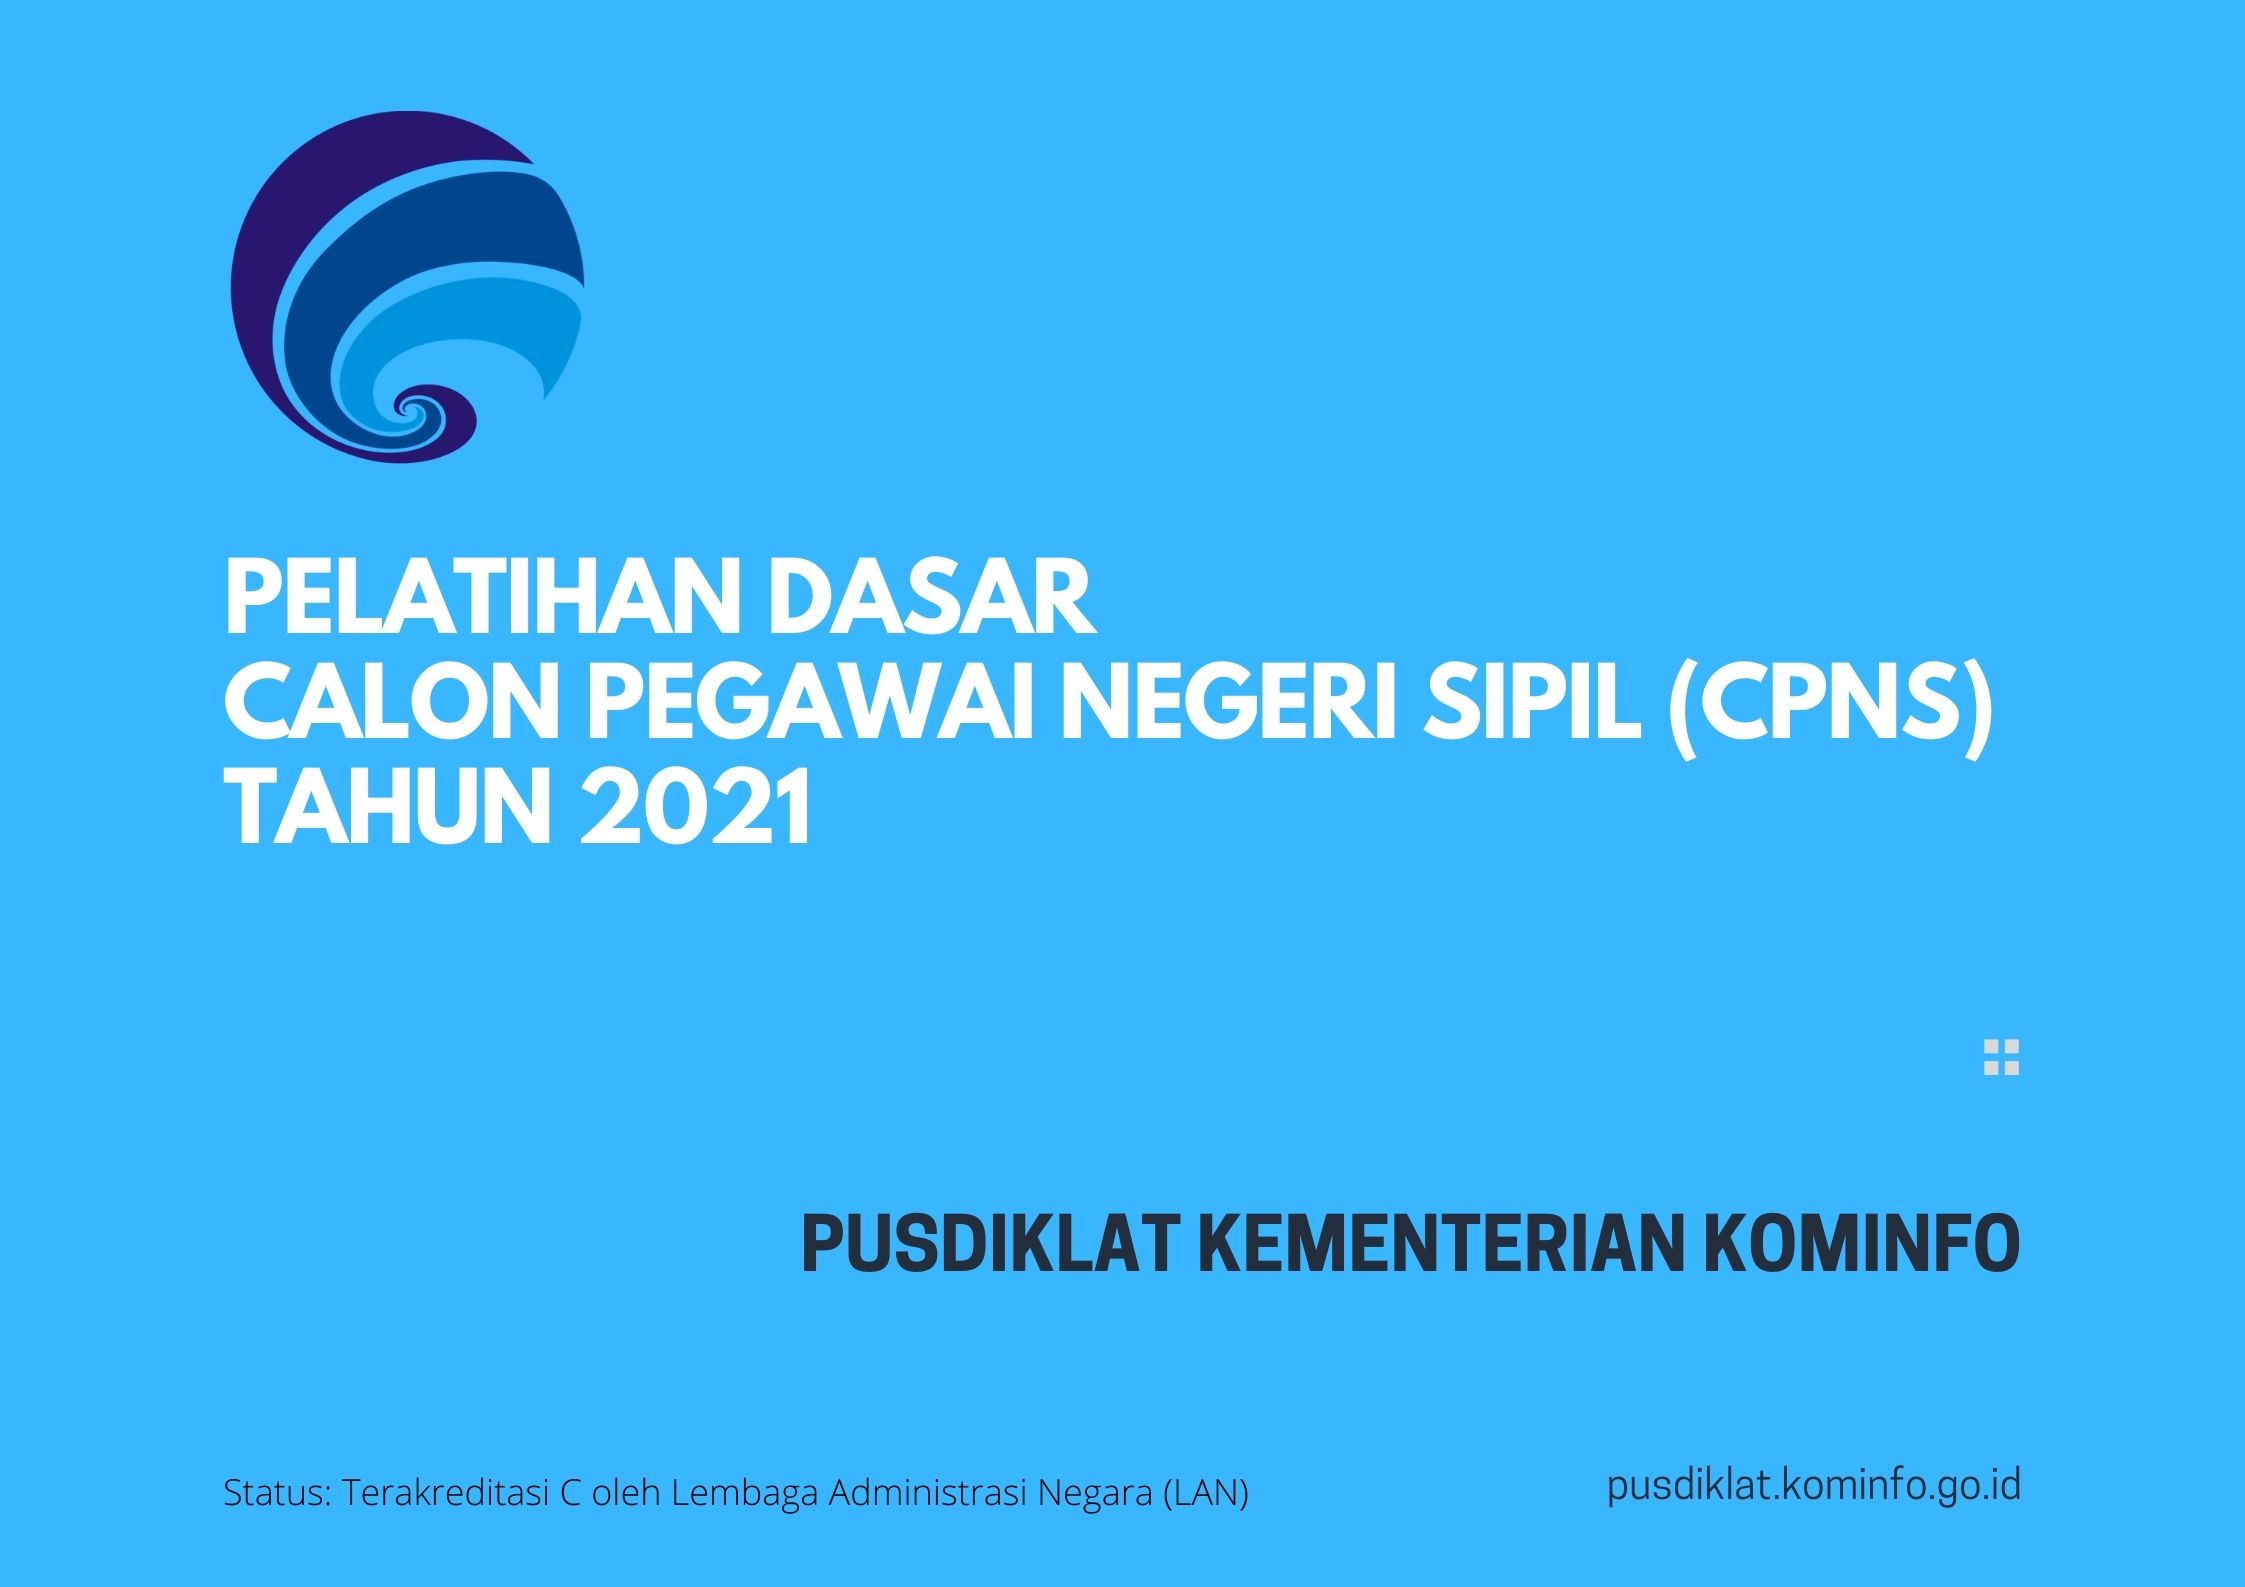 PELATIHAN DASAR
CALON PEGAWAI NEGERI SIPIL (CPNS)
TAHUN 2021
PUSDIKLAT KEMENTERIAN KOMINFO
Status: Terakreditasi C oleh Lembaga Administrasi Negara (LAN)
pusdiklat.kominfo.go.id